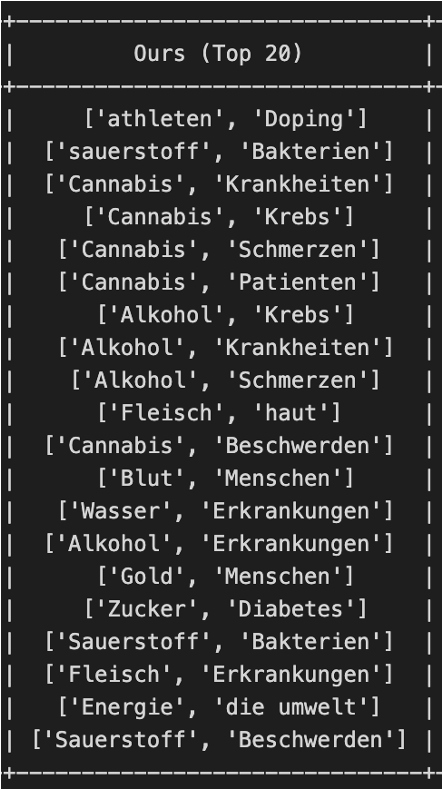 Ours (Top 20)
['athleten', 'Doping']
['sauerstoff', 'Bakterien']
['Cannabis', 'Krankheiten']
['Cannabis', 'Krebs']
['Cannabis', 'Schmerzen']
['Cannabis', 'Patienten']
['Alkohol', 'Krebs']
['Alkohol', 'Krankheiten']
['Alkohol', 'Schmerzen']
['Fleisch', 'haut']
['Cannabis', 'Beschwerden']
['Blut', 'Menschen']
['Wasser', 'Erkrankungen']
['Alkohol', 'Erkrankungen']
['Gold', 'Menschen']
['Zucker', 'Diabetes']
['Sauerstoff', 'Bakterien']
['Fleisch', 'Erkrankungen']
['Energie', 'die umwelt']
['Sauerstoff', 'Beschwerden']